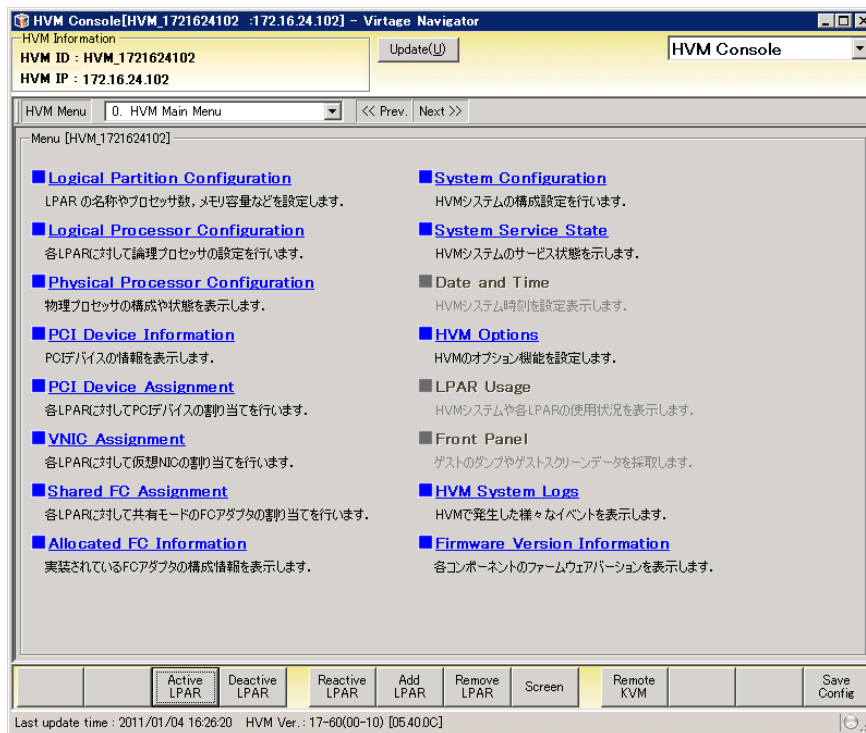 HVM Console[HVM_1721624102 :172.16.24.102] - Virtage Navigator
HVM Information
HVM ID : HVM_1721624102
HVM IP : 172.16.24.102
Update(U)
HVM Console
HVM Menu
0. HVM Main Menu
<< Prev.
Next >>
Menu [HVM_1721624102]
Logical Partition Configuration
LPAR の名称やプロセッサ数，メモリ容量などを設定します．
Logical Processor Configuration
各LPARに対して論理プロセッサの設定を行います．
Physical Processor Configuration
物理プロセッサの構成や状態を表示します．
PCI Device Information
PCIデバイスの情報を表示します．
PCI Device Assignment
各LPARに対してPCIデバイスの割り当てを行います．
VNIC Assignment
各LPARに対して仮想NICの割り当てを行います．
Shared FC Assignment
各LPARに対して共有モードのFCアダプタの割り当てを行います．
Allocated FC Information
実装されているFCアダプタの構成情報を表示します．
System Configuration
HVMシステムの構成設定を行います．
System Service State
HVMシステムのサービス状態を示します．
Date and Time
HVMシステム時刻を設定表示します．
HVM Options
HVMのオプション機能を設定します．
LPAR Usage
HVMシステムや各LPARの使用状況を表示します．
Front Panel
ゲストのダンプやゲストスクリーンデータを採取します．
HVM System Logs
HVMで発生した様々なイベントを表示します．
Firmware Version Information
各コンポーネントのファームウェアバージョンを表示します．
Active LPAR
Deactive LPAR
Reactive LPAR
Add LPAR
Remove LPAR
Screen
Remote KVM
Save Config
Last update time : 2011/01/04 16:26:20 HVM Ver. : 17-60(00-10) [05.40.0C]